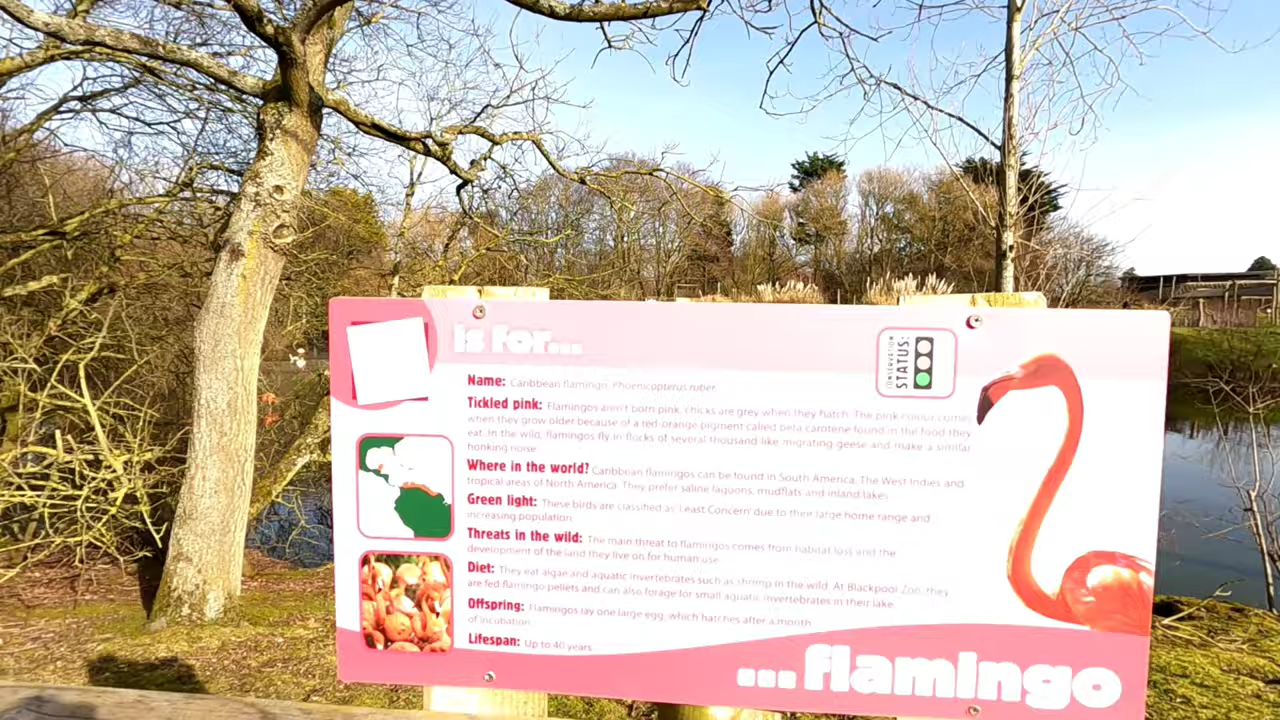 is for...
CONSERVATION
STATUS:
Name: Caribbean flamingo, Phoenicopterus ruber
Tickled pink: Flamingos aren't born pink, chicks are grey when they hatch. The pink colour comes
when they grow older because of a red-orange pigment called beta carotene found in the food they
eat. In the wild, flamingos fly in flocks of several thousand like migrating geese and make a similar
honking noise.
Where in the world? Caribbean flamingos can be found in South America, The West Indies and
tropical areas of North America. They prefer saline lagoons, mudflats and inland lakes.
Green light: These birds are classified as 'Least Concern' due to their large home range and
increasing population.
Threats in the wild: The main threat to flamingos comes from habitat loss and the
development of the land they live on for human use.
Diet: They eat algae and aquatic invertebrates such as shrimp in the wild. At Blackpool Zoo, they
are fed flamingo pellets and can also forage for small aquatic invertebrates in their lake.
Offspring: Flamingos lay one large egg, which hatches after a month
of incubation.
Lifespan: Up to 40 years.
...flamingo